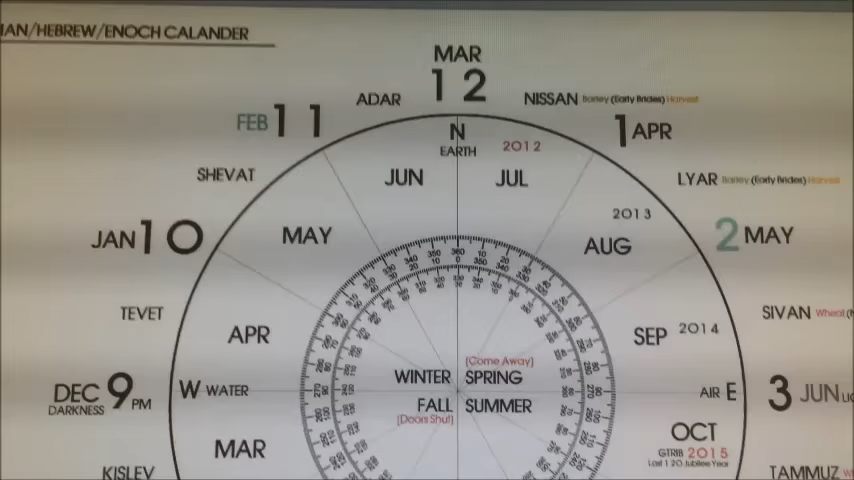 IAN/HEBREW/ENOCH CALANDER
MAR
12
ADAR
NISSAN Barley (Early Brides) Harvest
FEB 11
1 APR
N
EARTH
2012
SHEVAT
JUN
JUL
LYAR Barley (Early Brides) Harvest
2013
JAN 10
MAY
AUG
2 MAY
TEVET
SIVAN Wheat
APR
SEP 2014
(Come Away)
WINTER SPRING
DEC 9 PM
DARKNESS
W WATER
AIR E
3 JUN
FALL SUMMER
(Doors Shut)
MAR
OCT
GTRIB 2015
Last 120 Jubilee Year
KISLEV
TAMMUZ